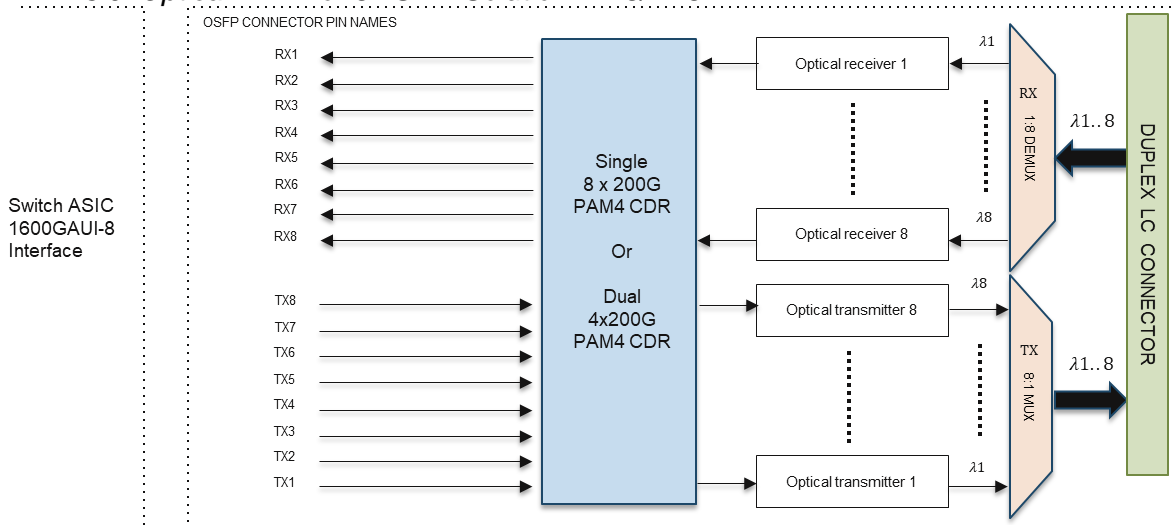 OSFP CONNECTOR PIN NAMES
RX1
RX2
RX3
RX4
RX5
RX6
RX7
RX8
TX8
TX7
TX6
TX5
TX4
TX3
TX2
TX1
Switch ASIC
1600GAUI-8
Interface
Single
8 x 200G
PAM4 CDR
Or
Dual
4x200G
PAM4 CDR
Optical receiver 1
Optical receiver 8
Optical transmitter 8
Optical transmitter 1
λ1
λ8
λ8
λ1
RX
1:8 DEMUX
TX
8:1 MUX
λ1..8
λ1..8
DUPLEX LC CONNECTOR